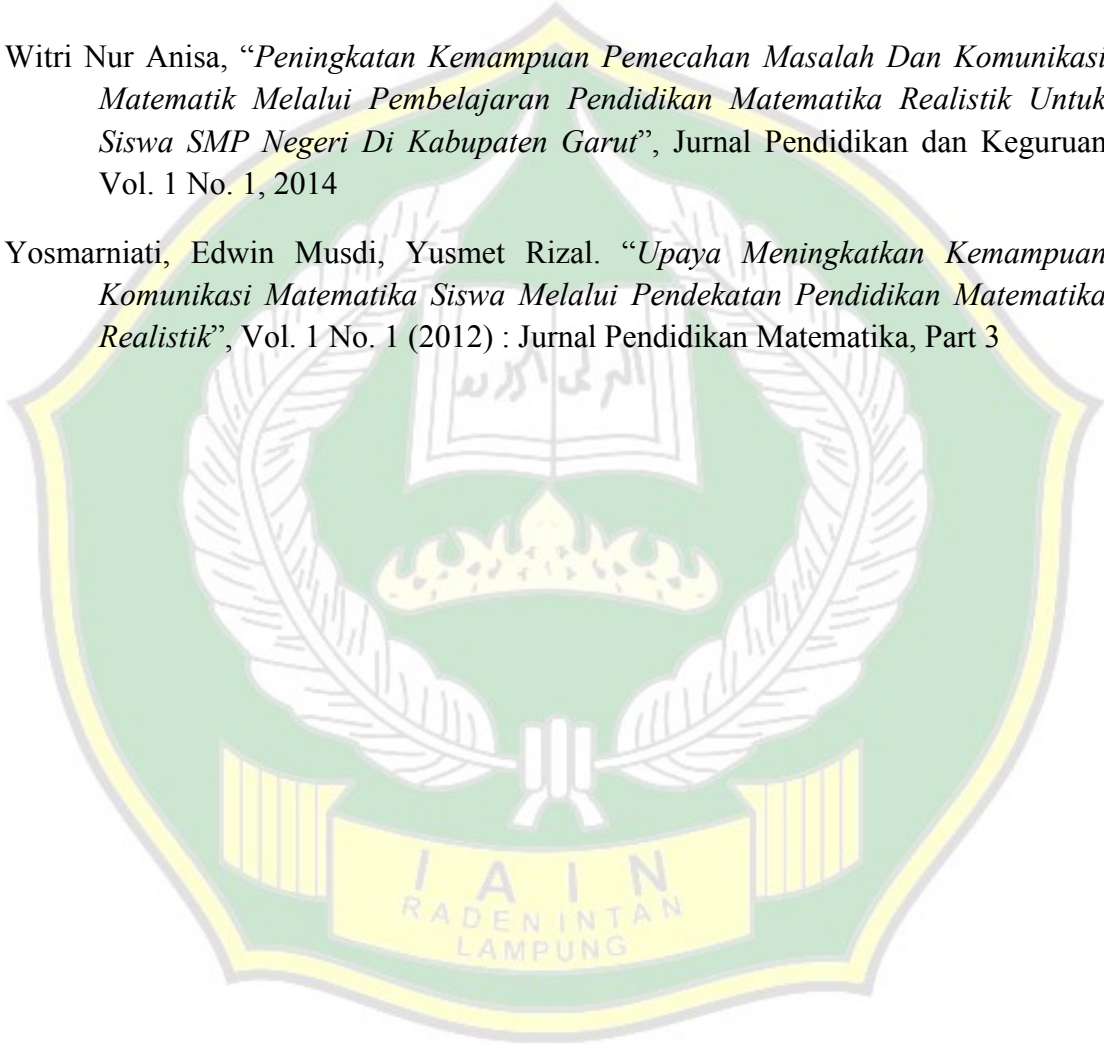 Witri Nur Anisa, “Peningkatan Kemampuan Pemecahan Masalah Dan Komunikasi
Matematik Melalui Pembelajaran Pendidikan Matematika Realistik Untuk
Siswa SMP Negeri Di Kabupaten Garut”, Jurnal Pendidikan dan Keguruan
Vol. 1 No. 1, 2014
Yosmarniati, Edwin Musdi, Yusmet Rizal. “Upaya Meningkatkan Kemampuan
Komunikasi Matematika Siswa Melalui Pendekatan Pendidikan Matematika
Realistik”, Vol. 1 No. 1 (2012) : Jurnal Pendidikan Matematika, Part 3
IAIN
RADEN INTAN
LAMPUNG